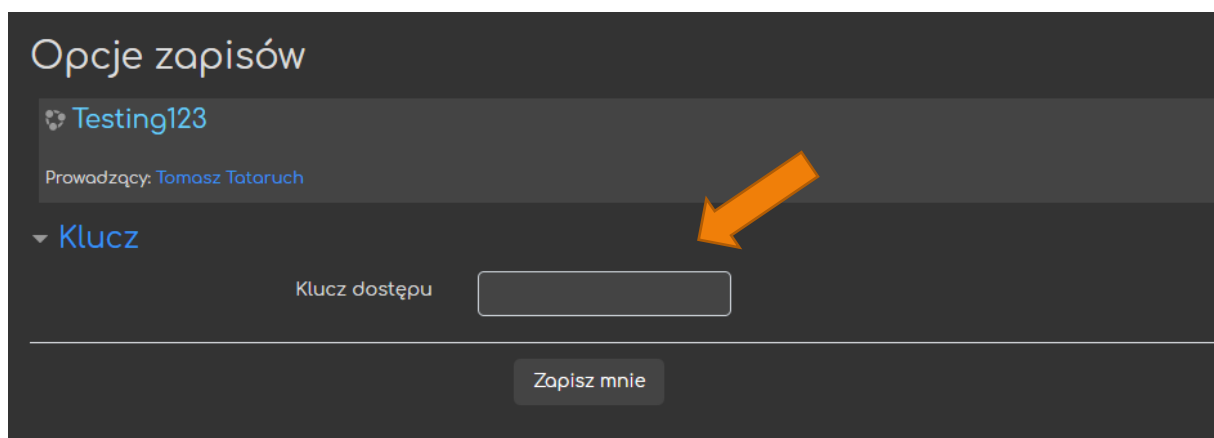 Opcje zapisów
Testing123
Prowadzący: Tomasz Tataruch
Klucz
Klucz dostępu
Zapisz mnie